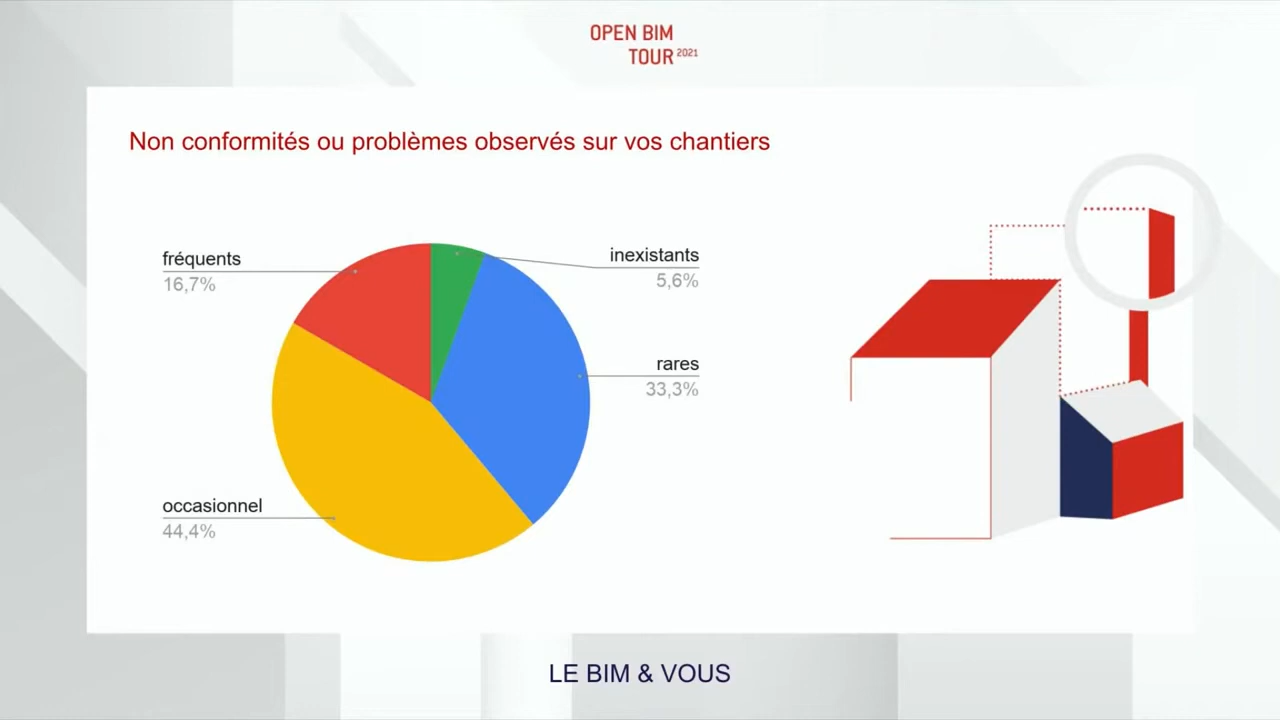 OPEN BIM
TOUR 2021
Non conformités ou problèmes observés sur vos chantiers
fréquents
16,7%
inexistants
5,6%
rares
33,3%
occasionnel
44,4%
LE BIM & VOUS